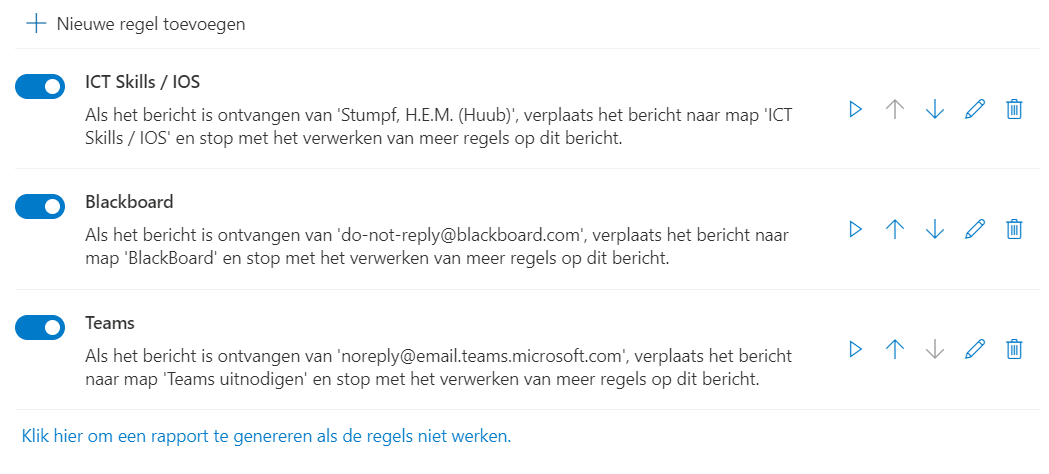 Nieuwe regel toevoegen
ICT Skills / IOS
Als het bericht is ontvangen van 'Stumpf, H.E.M. (Huub)', verplaats het bericht naar map 'ICT
Skills / IOS' en stop met het verwerken van meer regels op dit bericht.
Blackboard
Als het bericht is ontvangen van 'do-not-reply@blackboard.com', verplaats het bericht naar
map 'BlackBoard' en stop met het verwerken van meer regels op dit bericht.
Teams
Als het bericht is ontvangen van 'noreply@email.teams.microsoft.com', verplaats het bericht
naar map 'Teams uitnodigen' en stop met het verwerken van meer regels op dit bericht.
Klik hier om een rapport te genereren als de regels niet werken.